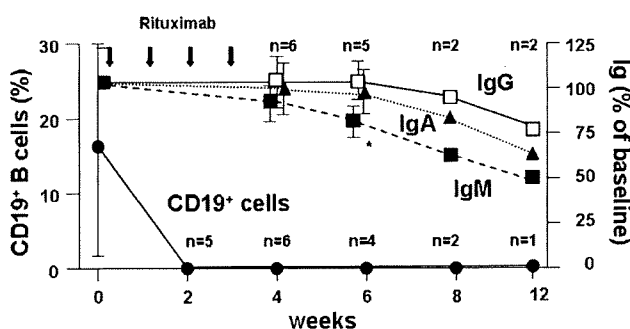 Rituximab
30
20
10
0
CD19+ B cells (%)
n=6 n=5 n=2 n=2
IgG
IgA
*
IgM
CD19+ cells
n=5 n=6 n=4 n=2 n=1
125
100
75
50
25
0
Ig (% of baseline)
0 2 4 6 8 12
weeks